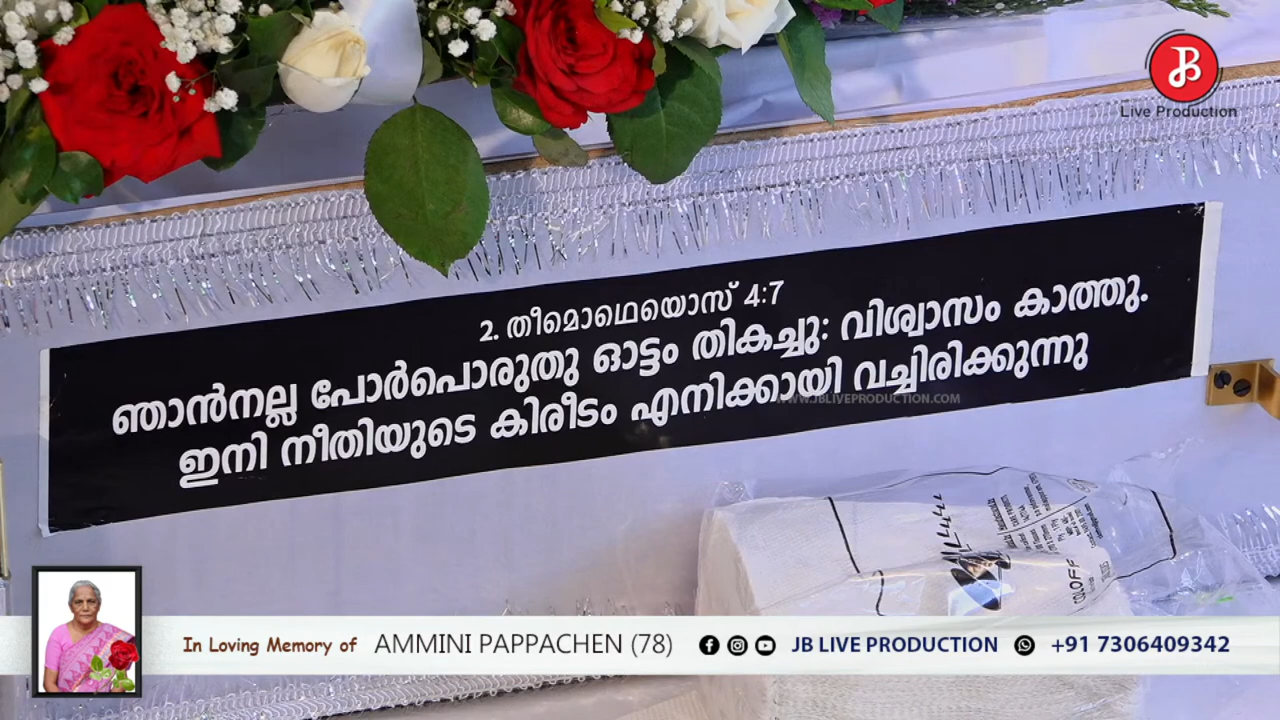 JB
Live Production
2. തീമൊഥെയൊസ് 4:7
ഞാൻനല്ല പോർപൊരുതു ഓട്ടം തികച്ചു: വിശ്വാസം കാത്തു.
ഇനി നീതിയുടെ കിരീടം എനിക്കായി വച്ചിരിക്കുന്നു
WWW.JBLIVEPRODUCTION.COM
In Loving Memory of AMMINI PAPPACHEN (78) JB LIVE PRODUCTION +91 7306409342